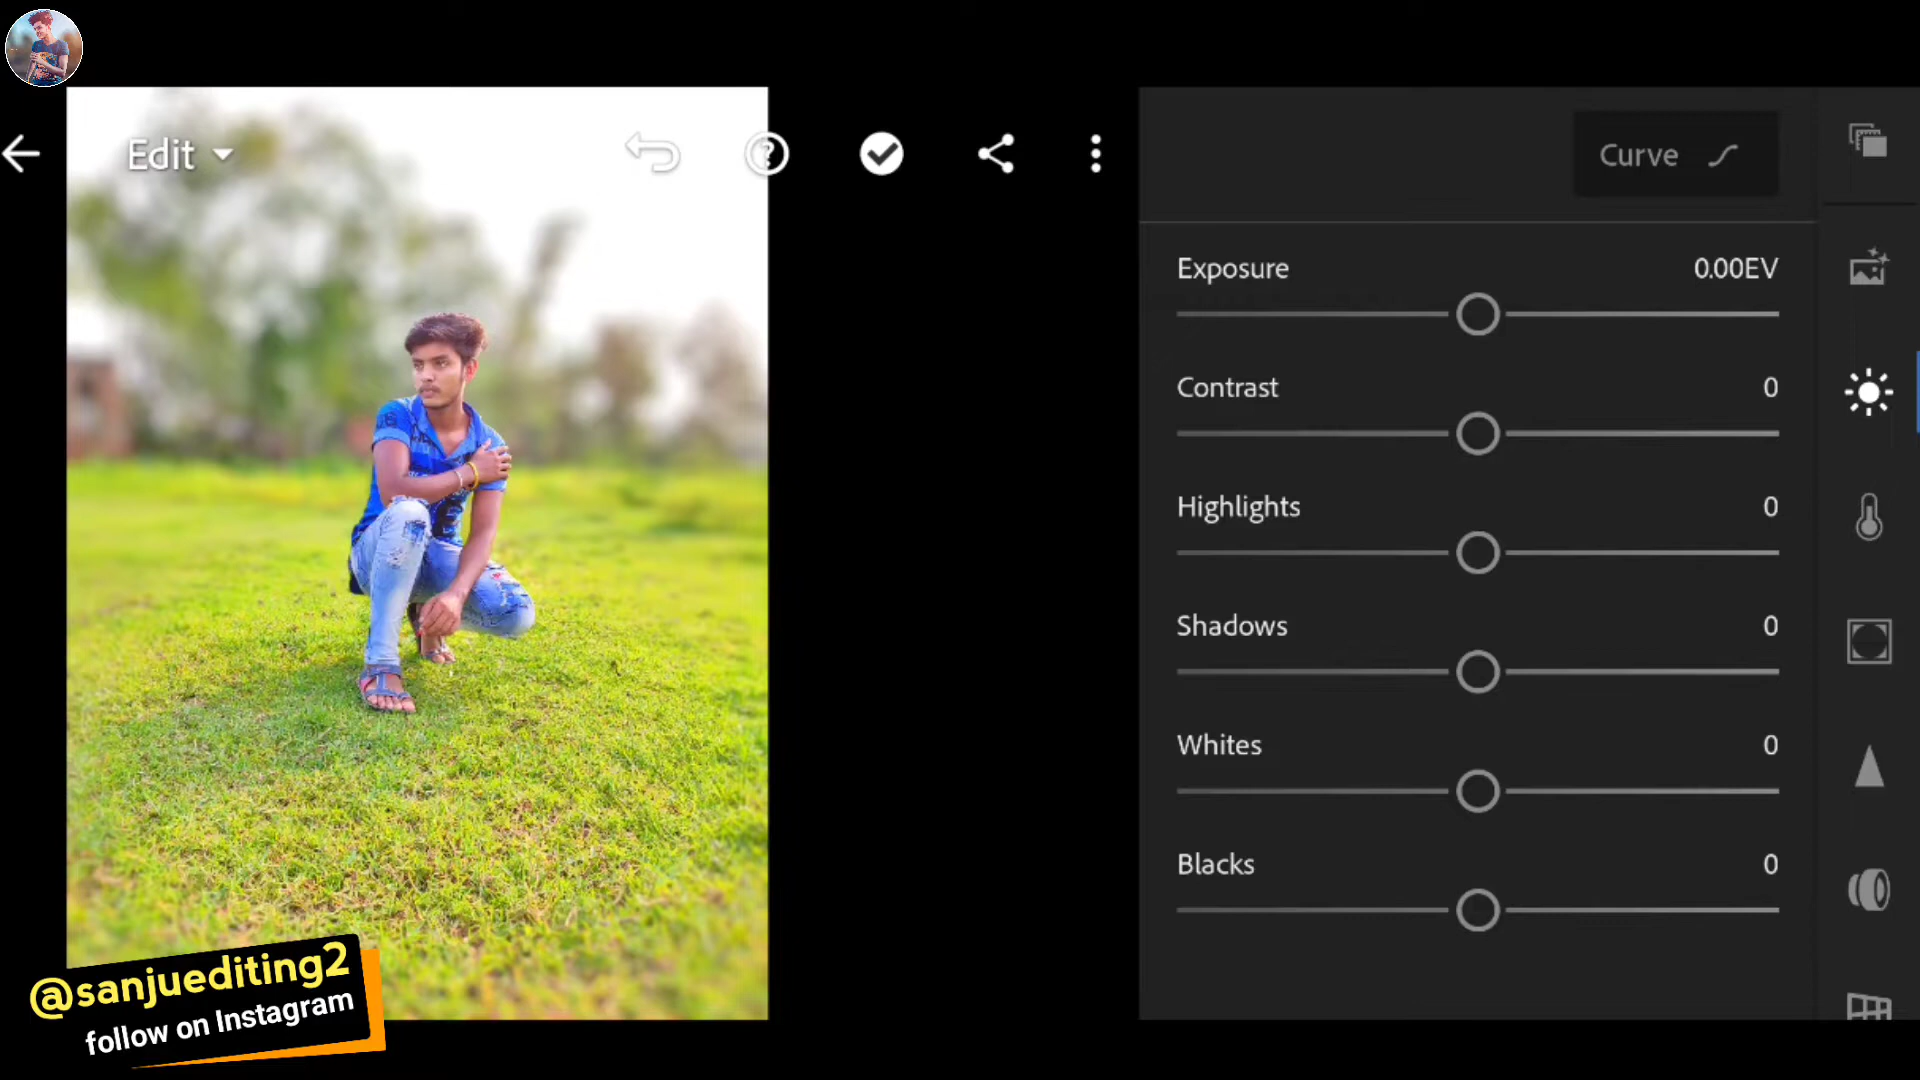 Edit
Curve
Exposure 0.00EV
Contrast 0
Highlights 0
Shadows 0
Whites 0
Blacks 0
@sanjuediting2
follow on Instagram